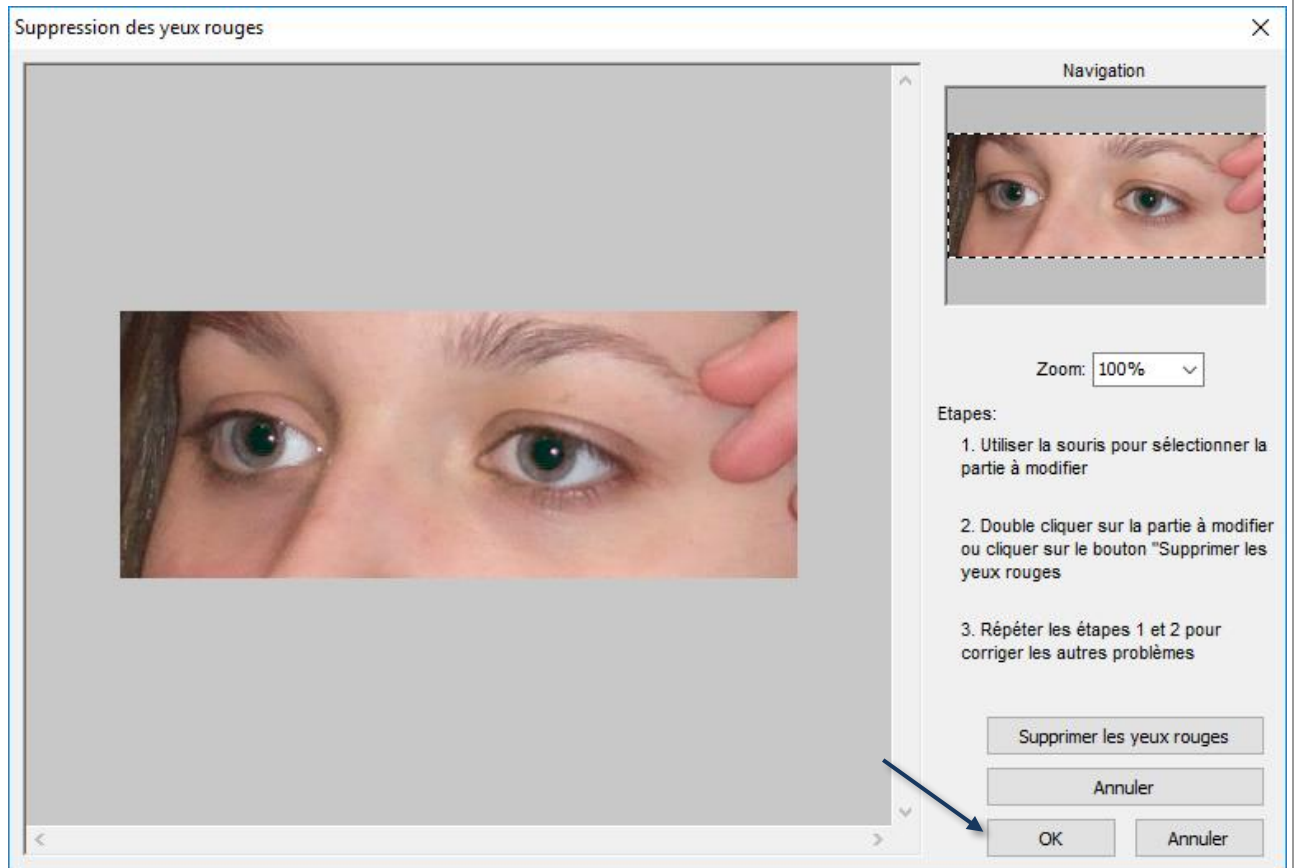 Suppression des yeux rouges
Navigation
Zoom: 100%
Etapes:
1. Utiliser la souris pour sélectionner la
partie à modifier
2. Double cliquer sur la partie à modifier
ou cliquer sur le bouton "Supprimer les
yeux rouges
3. Répéter les étapes 1 et 2 pour
corriger les autres problèmes
Supprimer les yeux rouges
Annuler
OK Annuler